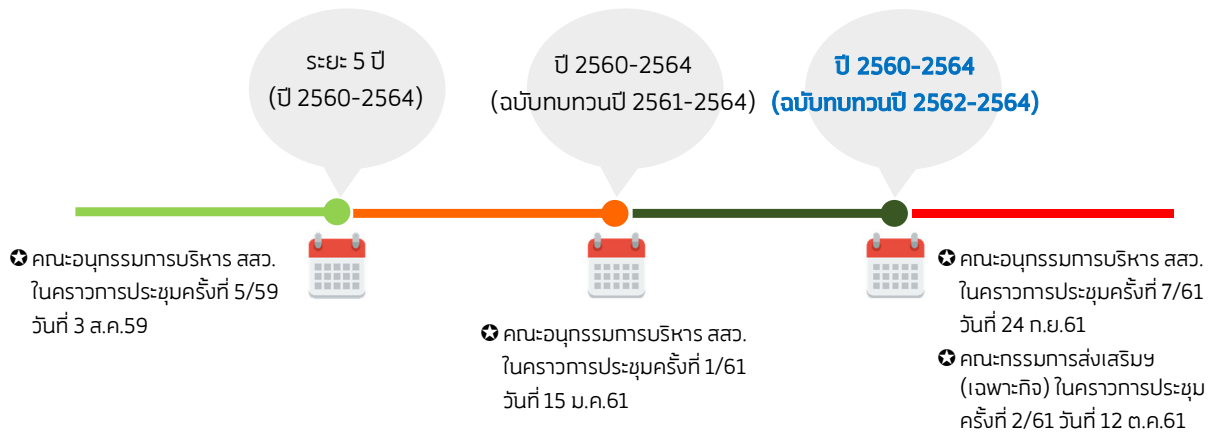 ระยะ 5 ปี
(ปี 2560-2564)
ปี 2560-2564
(ฉบับทบทวนปี 2561-2564)
ปี 2560-2564
(ฉบับทบทวนปี 2562-2564)
✪ คณะอนุกรรมการบริหาร สสว.
ในคราวการประชุมครั้งที่ 5/59
วันที่ 3 ส.ค.59
✪ คณะอนุกรรมการบริหาร สสว.
ในคราวการประชุมครั้งที่ 1/61
วันที่ 15 ม.ค.61
✪ คณะอนุกรรมการบริหาร สสว.
ในคราวการประชุมครั้งที่ 7/61
วันที่ 24 ก.ย.61
✪ คณะกรรมการส่งเสริมฯ
(เฉพาะกิจ) ในคราวการประชุม
ครั้งที่ 2/61 วันที่ 12 ต.ค.61